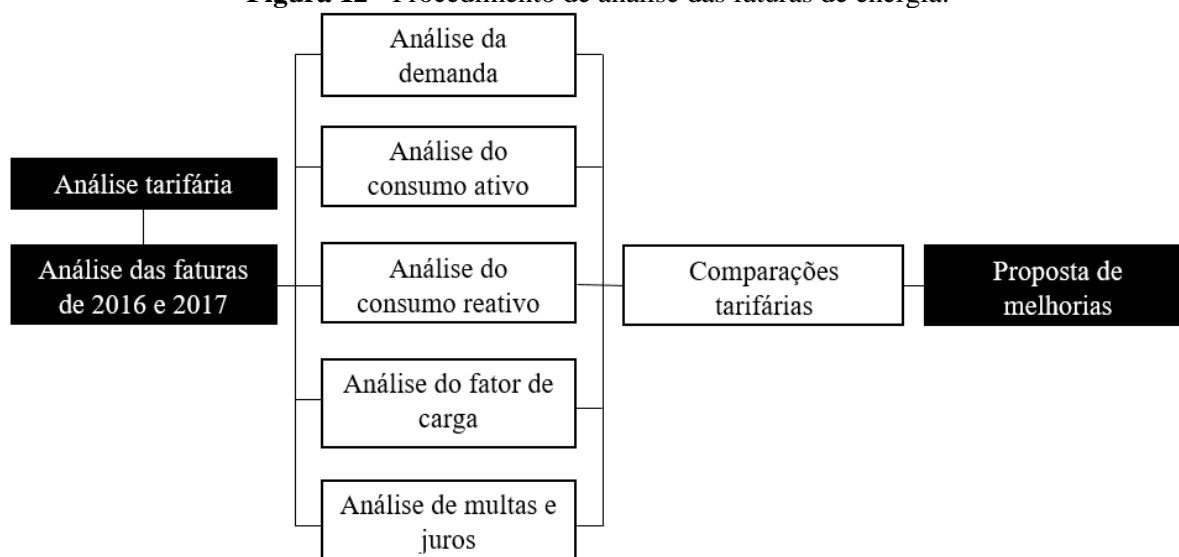 Figura 12 - Procedimento de análise das faturas de energia.
Análise da
demanda
Análise do
consumo ativo
Análise tarifária
Análise das faturas
de 2016 e 2017
Análise do
consumo reativo
Comparações
tarifárias
Proposta de
melhorias
Análise do fator de
carga
Análise de multas e
juros